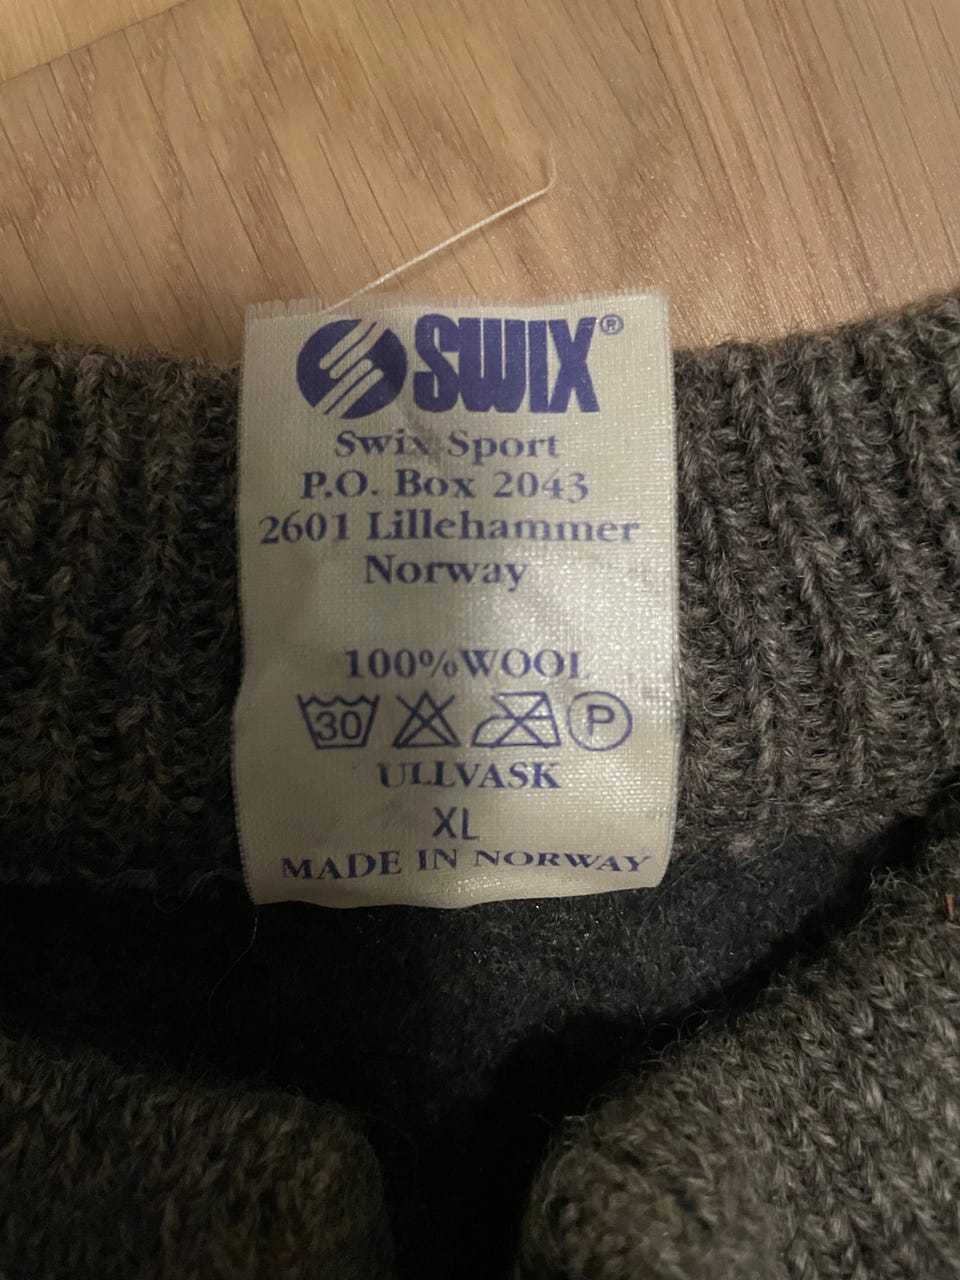 SWIX®
Swix Sport
P.O. Box 2043
2601 Lillehammer
Norway
100% WOOL
30 P
ULLVASK
XL
MADE IN NORWAY